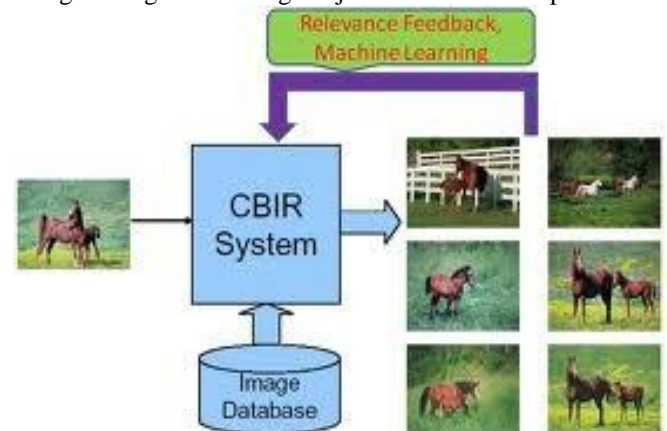 Relevance Feedback,
Machine Learning
CBIR
System
Image
Database